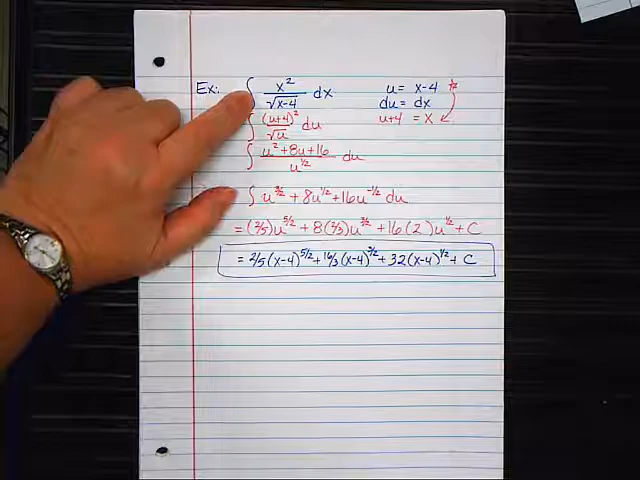 Ex: ∫ x² / √x-4 dx   u = x-4
du = dx
u+4 = x
∫ (u+4)² / √u du
∫ u² + 8u + 16 / u^1/2 du
∫ u^3/2 + 8u^1/2 + 16u^-1/2 du
= (2/5)u^5/2 + 8(2/3)u^3/2 + 16(2)u^1/2 + C
= 2/5(x-4)^5/2 + 16/3(x-4)^3/2 + 32(x-4)^1/2 + C